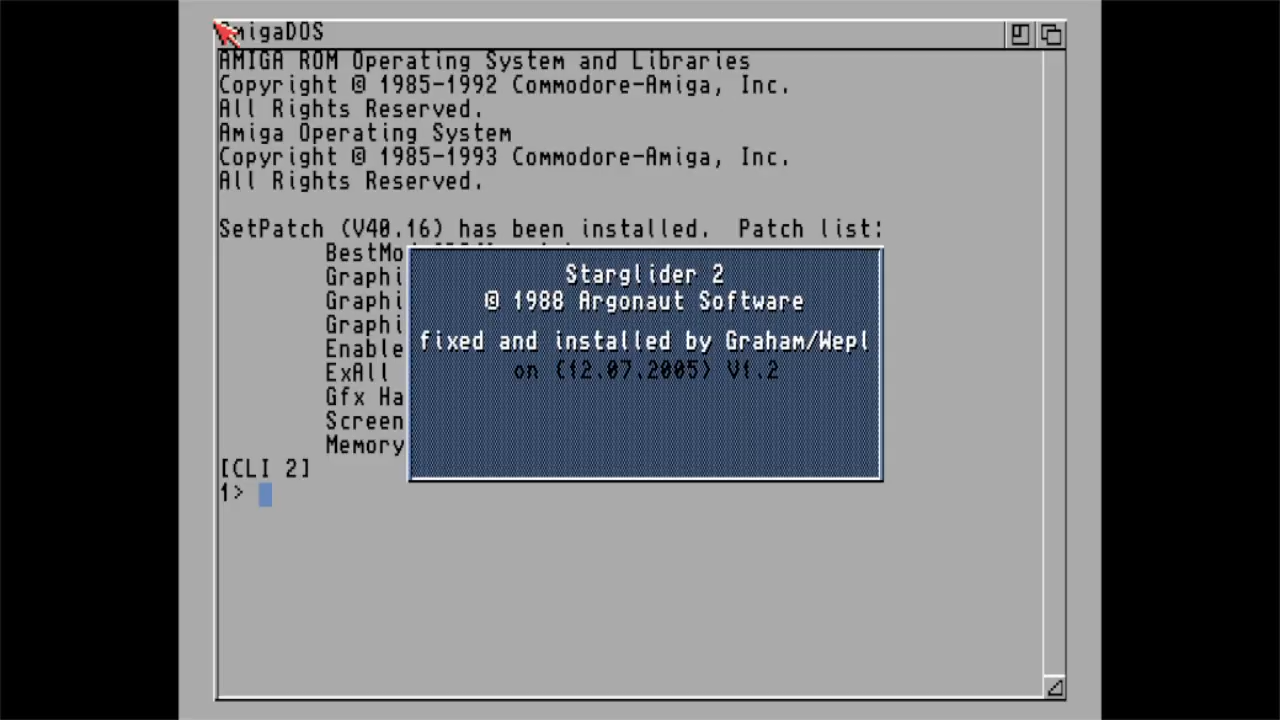 AmigaDOS
AMIGA ROM Operating System and Libraries
Copyright © 1985-1992 Commodore-Amiga, Inc.
All Rights Reserved.
Amiga Operating System
Copyright © 1985-1993 Commodore-Amiga, Inc.
All Rights Reserved.
SetPatch (V40.16) has been installed.  Patch list:
BestMo
Graphi
Graphi
Graphi
Enable
ExAll
Gfx Ha
Screen
Memory
[CLI 2]
1>
Starglider 2
© 1988 Argonaut Software
fixed and installed by Graham/Wepl
on (12.07.2005) V1.2